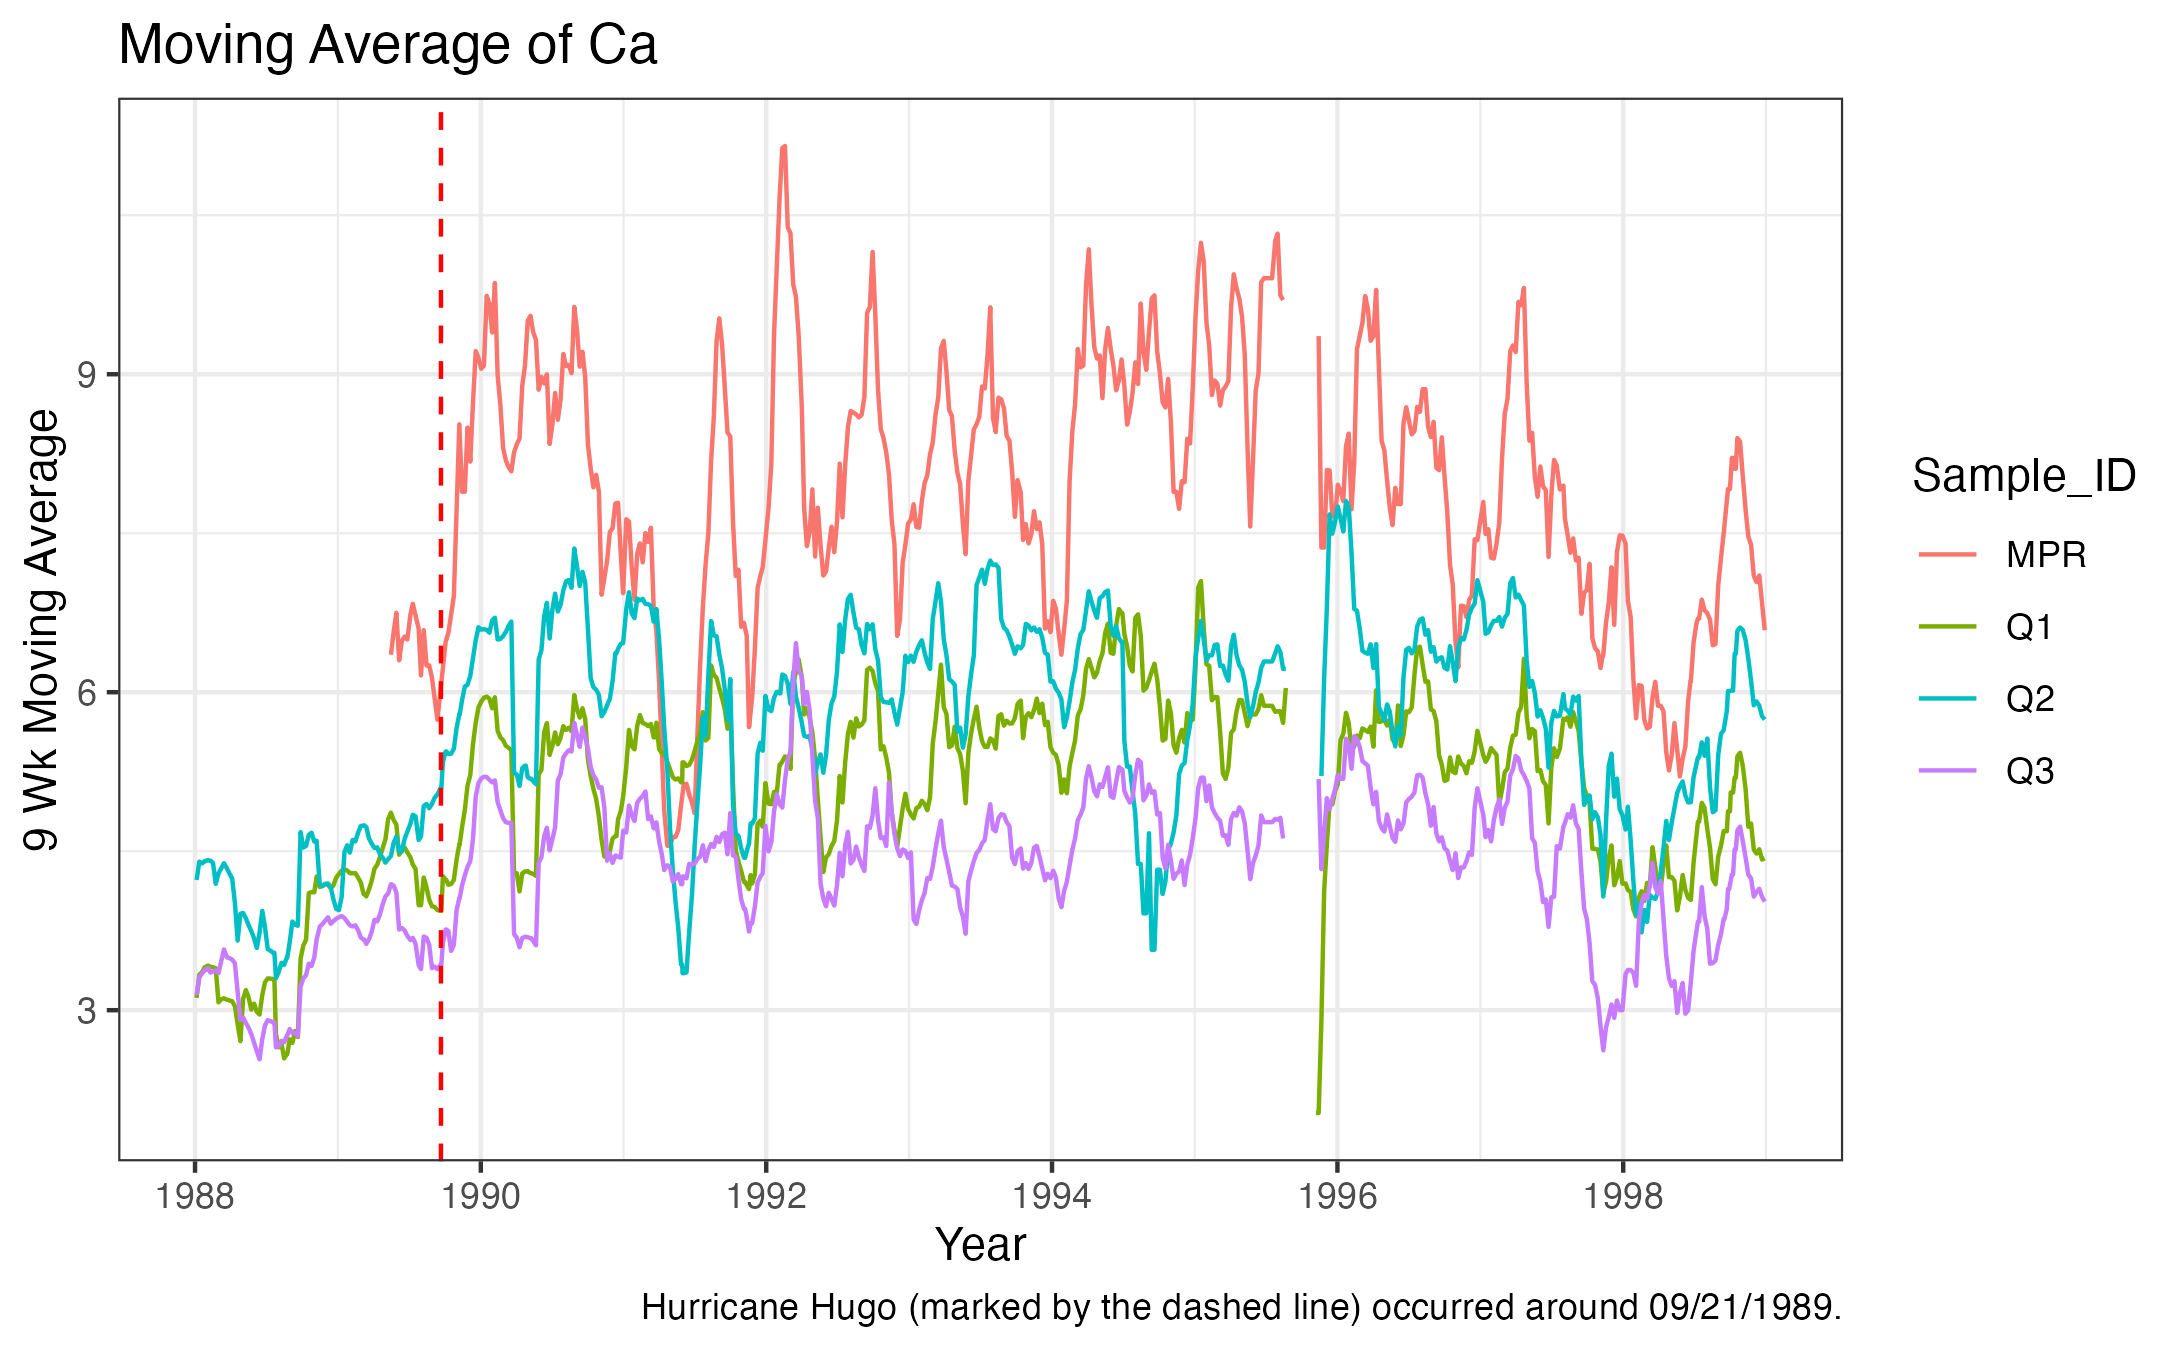 Moving Average of Ca
9 Wk Moving Average
9
6
3
1988
1990
1992
1994
1996
1998
Year
Sample_ID
MPR
Q1
Q2
Q3
Hurricane Hugo (marked by the dashed line) occurred around 09/21/1989.